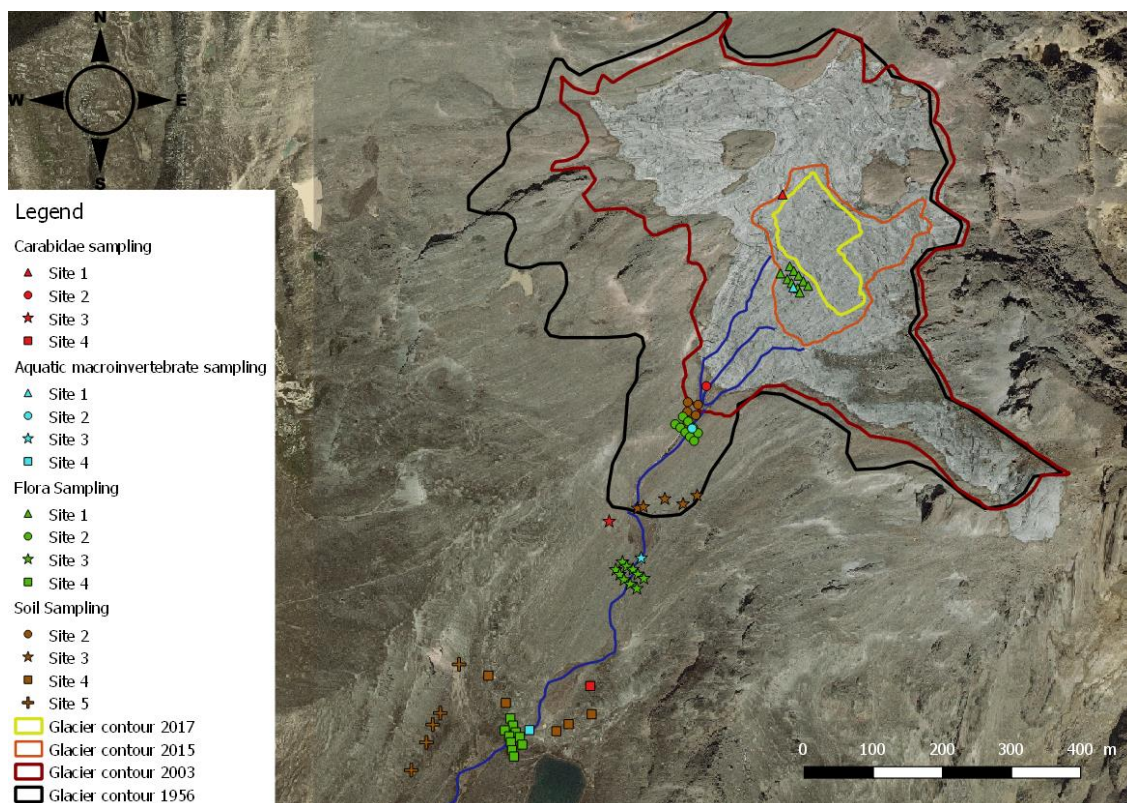 N
W
E
S
Legend
Carabidae sampling
Site 1
Site 2
Site 3
Site 4
Aquatic macroinvertebrate sampling
Site 1
Site 2
Site 3
Site 4
Flora Sampling
Site 1
Site 2
Site 3
Site 4
Soil Sampling
Site 2
Site 3
Site 4
Site 5
Glacier contour 2017
Glacier contour 2015
Glacier contour 2003
Glacier contour 1956
0 100 200 300 400 m